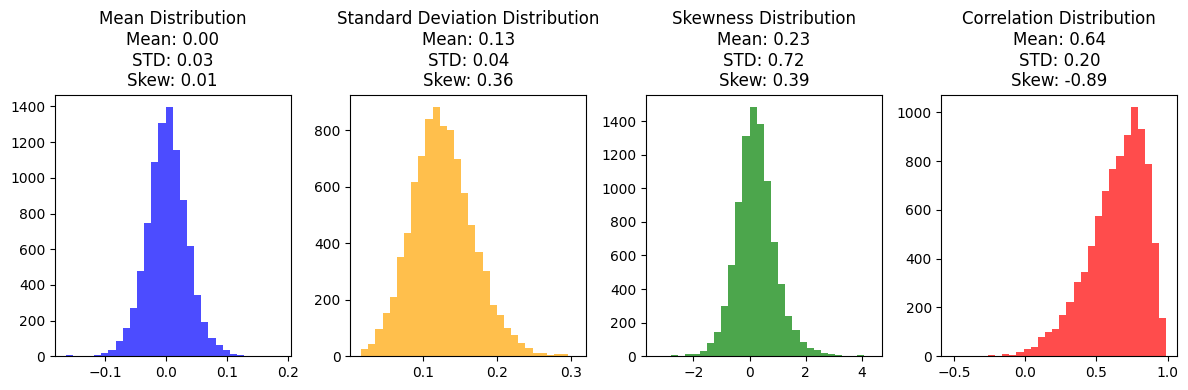 Mean Distribution
Mean: 0.00
STD: 0.03
Skew: 0.01
1400
1200
1000
800
600
400
200
0
−0.1
0.0
0.1
0.2
Standard Deviation Distribution
Mean: 0.13
STD: 0.04
Skew: 0.36
800
600
400
200
0
0.1
0.2
0.3
Skewness Distribution
Mean: 0.23
STD: 0.72
Skew: 0.39
1400
1200
1000
800
600
400
200
0
−2
0
2
4
Correlation Distribution
Mean: 0.64
STD: 0.20
Skew: -0.89
1000
800
600
400
200
0
−0.5
0.0
0.5
1.0